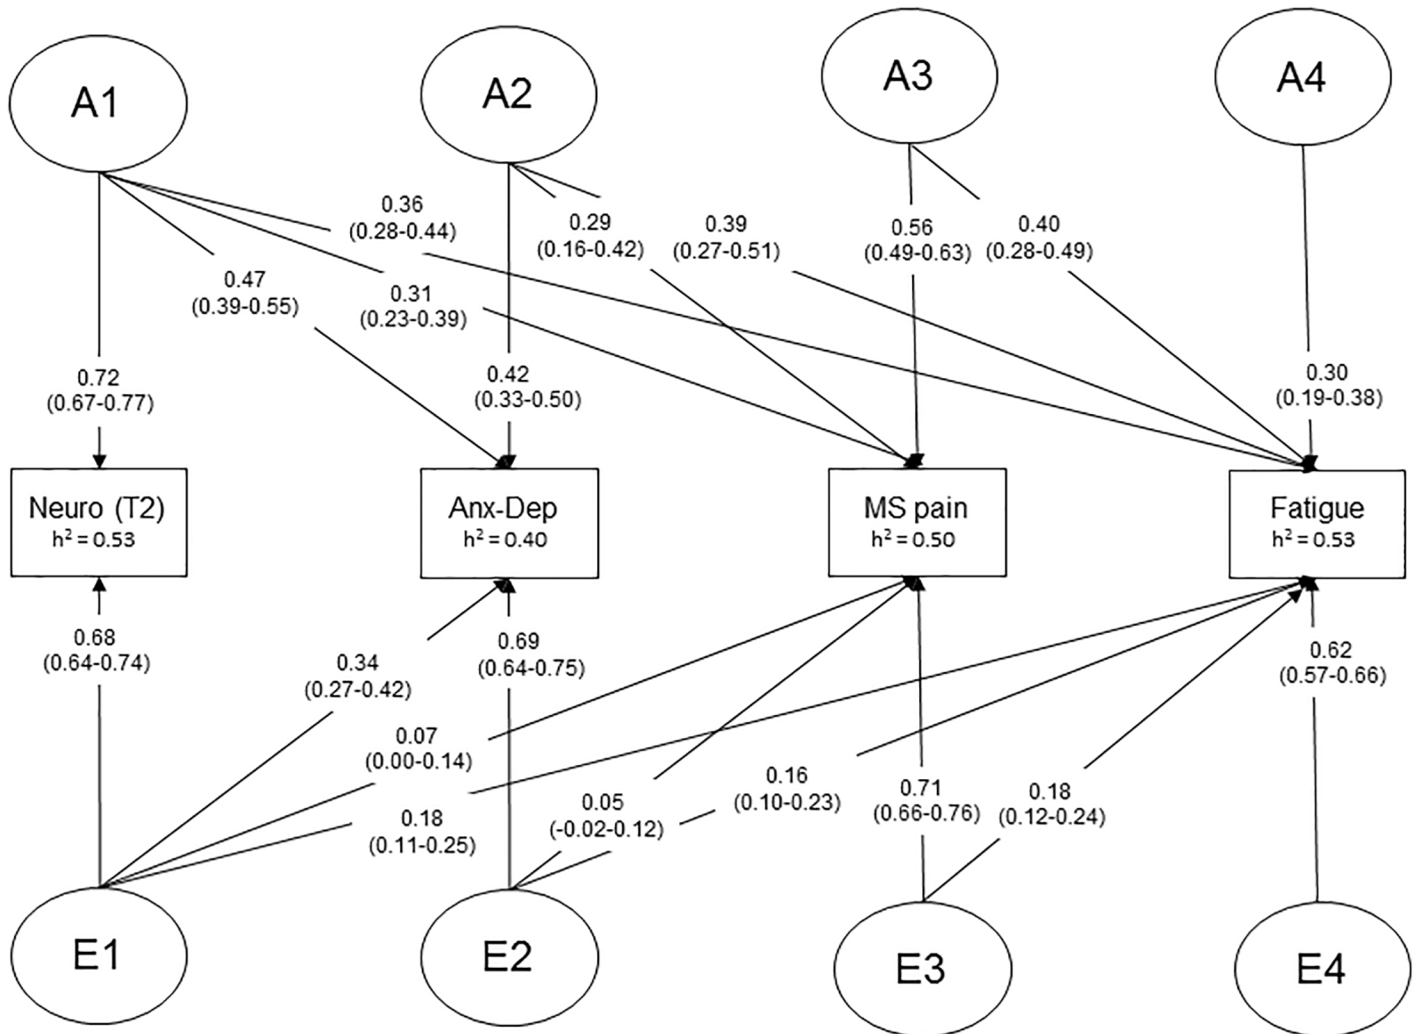 A1
A2
A3
A4
0.36
(0.28-0.44)
0.29
(0.16-0.42)
0.39
(0.27-0.51)
0.56
(0.49-0.63)
0.40
(0.28-0.49)
0.47
(0.39-0.55)
0.31
(0.23-0.39)
0.72
(0.67-0.77)
0.42
(0.33-0.50)
0.30
(0.19-0.38)
Neuro (T2)
h² = 0.53
Anx-Dep
h² = 0.40
MS pain
h² = 0.50
Fatigue
h² = 0.53
0.68
(0.64-0.74)
0.34
(0.27-0.42)
0.69
(0.64-0.75)
0.62
(0.57-0.66)
0.07
(0.00-0.14)
0.18
(0.11-0.25)
0.05
(-0.02-0.12)
0.16
(0.10-0.23)
0.71
(0.66-0.76)
0.18
(0.12-0.24)
E1
E2
E3
E4